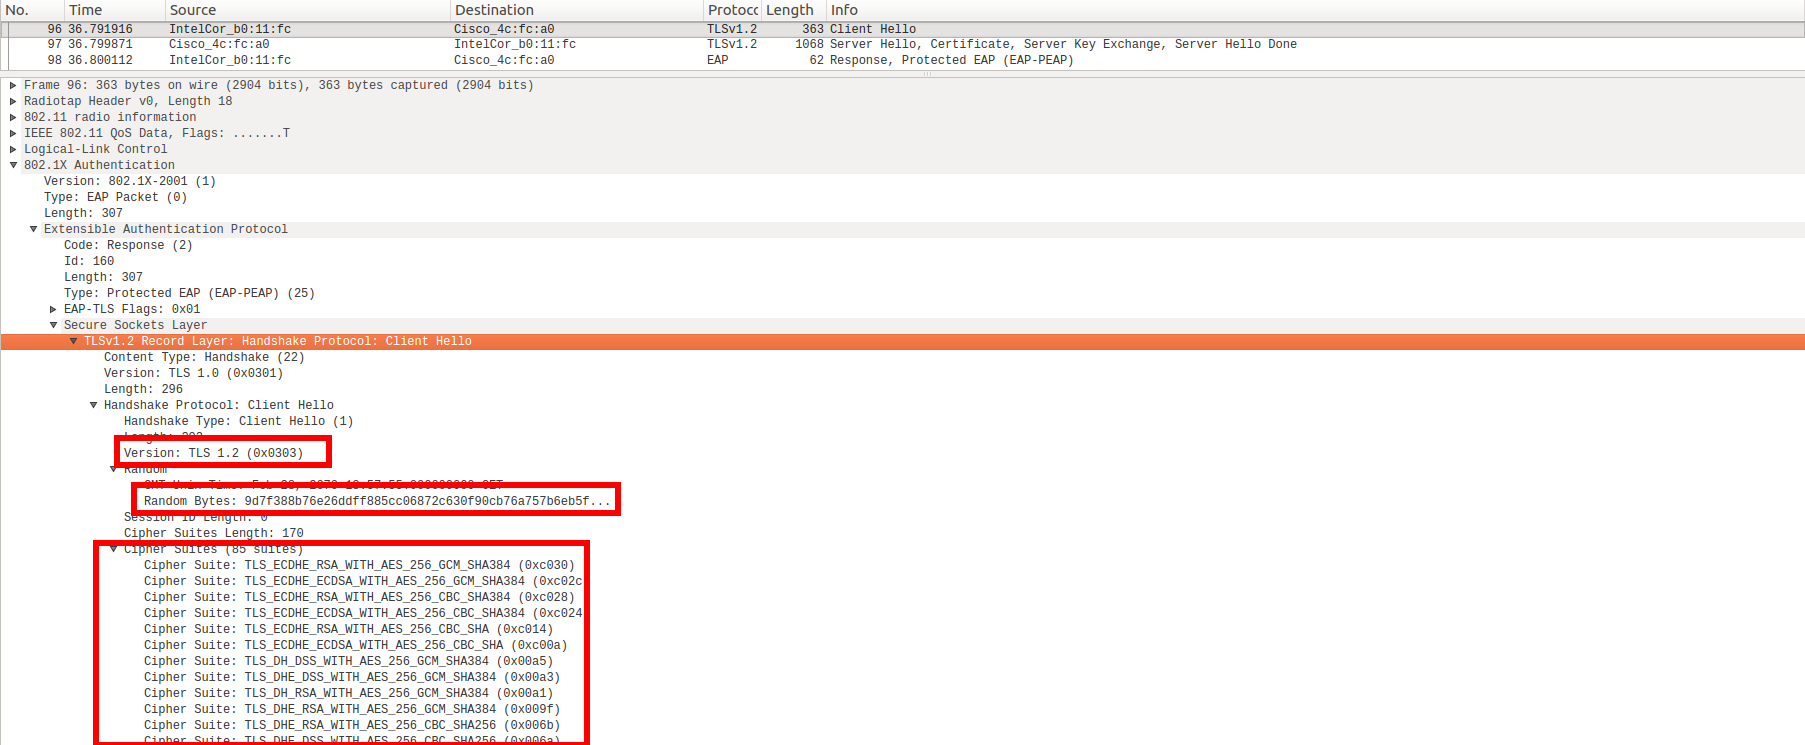 No. Time Source Destination Protoco Length Info
96 36.791916 IntelCor_b0:11:fc Cisco_4c:fc:a0 TLSv1.2 363 Client Hello
97 36.799871 Cisco_4c:fc:a0 IntelCor_b0:11:fc TLSv1.2 1068 Server Hello, Certificate, Server Key Exchange, Server Hello Done
98 36.800112 IntelCor_b0:11:fc Cisco_4c:fc:a0 EAP 62 Response, Protected EAP (EAP-PEAP)
Frame 96: 363 bytes on wire (2904 bits), 363 bytes captured (2904 bits)
Radiotap Header v0, Length 18
802.11 radio information
IEEE 802.11 QoS Data, Flags: .......T
Logical-Link Control
802.1X Authentication
Version: 802.1X-2001 (1)
Type: EAP Packet (0)
Length: 307
Extensible Authentication Protocol
Code: Response (2)
Id: 160
Length: 307
Type: Protected EAP (EAP-PEAP) (25)
EAP-TLS Flags: 0x01
Secure Sockets Layer
TLSv1.2 Record Layer: Handshake Protocol: Client Hello
Content Type: Handshake (22)
Version: TLS 1.0 (0x0301)
Length: 296
Handshake Protocol: Client Hello
Handshake Type: Client Hello (1)
Length: 292
Version: TLS 1.2 (0x0303)
Random
GMT Unix Time:
Random Bytes: 9d7f388b76e26ddff885cc06872c630f90cb76a757b6eb5f...
Session ID Length: 0
Cipher Suites Length: 170
Cipher Suites (85 suites)
Cipher Suite: TLS_ECDHE_RSA_WITH_AES_256_GCM_SHA384 (0xc030)
Cipher Suite: TLS_ECDHE_ECDSA_WITH_AES_256_GCM_SHA384 (0xc02c
Cipher Suite: TLS_ECDHE_RSA_WITH_AES_256_CBC_SHA384 (0xc028)
Cipher Suite: TLS_ECDHE_ECDSA_WITH_AES_256_CBC_SHA384 (0xc024
Cipher Suite: TLS_ECDHE_RSA_WITH_AES_256_CBC_SHA (0xc014)
Cipher Suite: TLS_ECDHE_ECDSA_WITH_AES_256_CBC_SHA (0xc00a)
Cipher Suite: TLS_DH_DSS_WITH_AES_256_GCM_SHA384 (0x00a5)
Cipher Suite: TLS_DHE_DSS_WITH_AES_256_GCM_SHA384 (0x00a3)
Cipher Suite: TLS_DH_RSA_WITH_AES_256_GCM_SHA384 (0x00a1)
Cipher Suite: TLS_DHE_RSA_WITH_AES_256_GCM_SHA384 (0x009f)
Cipher Suite: TLS_DHE_RSA_WITH_AES_256_CBC_SHA256 (0x006b)
Cipher Suite: TLS_DHE_DSS_WITH_AES_256_CBC_SHA256 (0x006a)